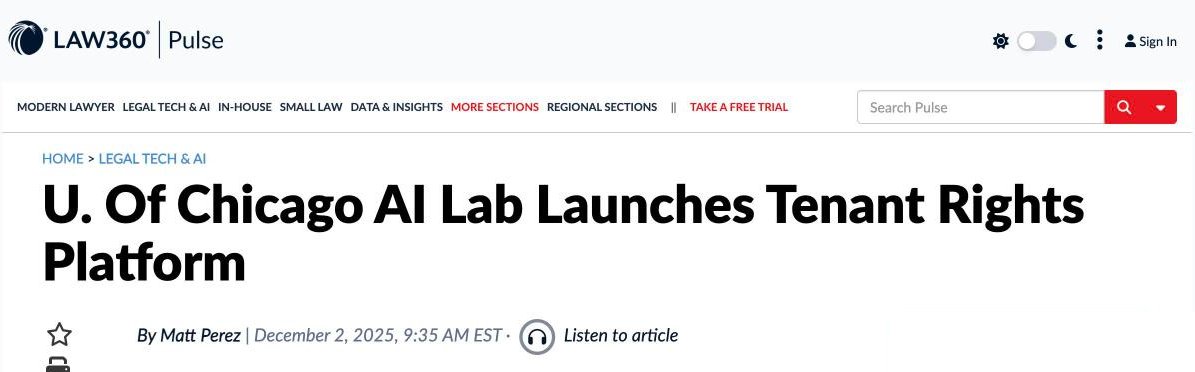 LAW360® | Pulse
Sign In
MODERN LAWYER LEGAL TECH & AI IN-HOUSE SMALL LAW DATA & INSIGHTS MORE SECTIONS REGIONAL SECTIONS || TAKE A FREE TRIAL
Search Pulse
HOME > LEGAL TECH & AI
U. Of Chicago AI Lab Launches Tenant Rights
Platform
By Matt Perez | December 2, 2025, 9:35 AM EST · Listen to article